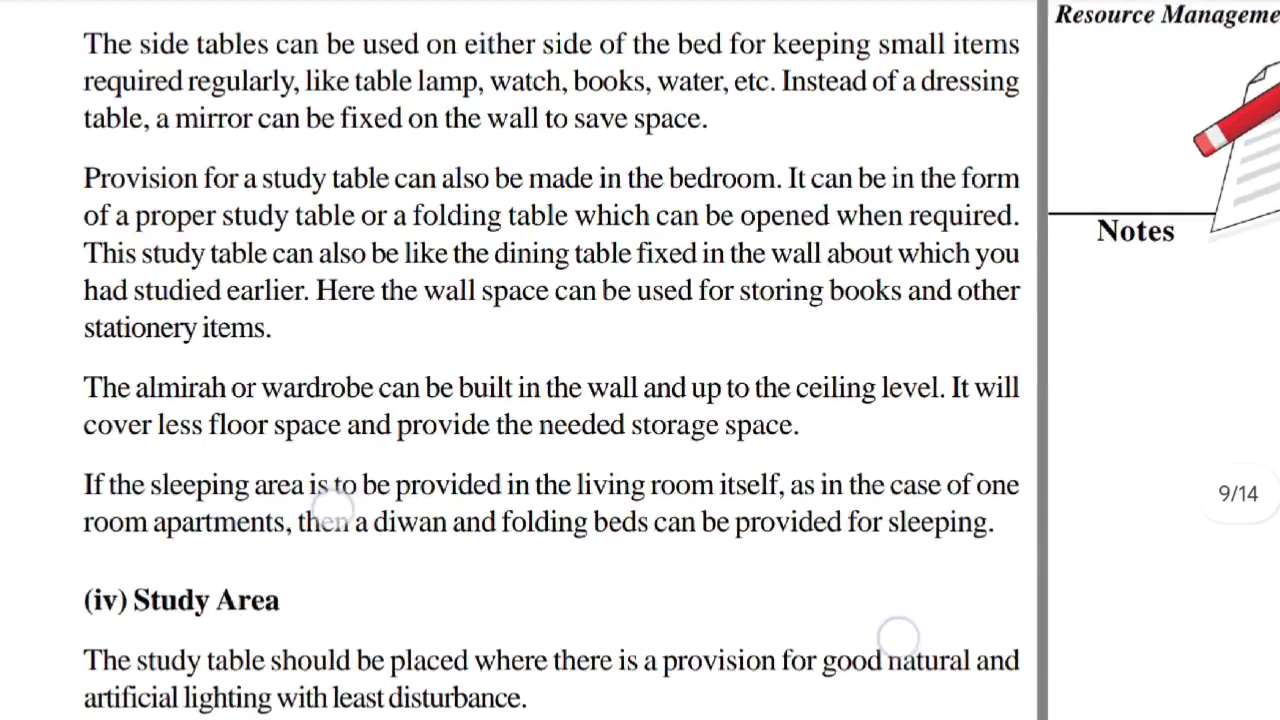 Resource Manageme
The side tables can be used on either side of the bed for keeping small items
required regularly, like table lamp, watch, books, water, etc. Instead of a dressing
table, a mirror can be fixed on the wall to save space.
Provision for a study table can also be made in the bedroom. It can be in the form
of a proper study table or a folding table which can be opened when required.
This study table can also be like the dining table fixed in the wall about which you
had studied earlier. Here the wall space can be used for storing books and other
stationery items.
The almirah or wardrobe can be built in the wall and up to the ceiling level. It will
cover less floor space and provide the needed storage space.
If the sleeping area is to be provided in the living room itself, as in the case of one
room apartments, then a diwan and folding beds can be provided for sleeping.
(iv) Study Area
The study table should be placed where there is a provision for good natural and
artificial lighting with least disturbance.
Notes
9/14